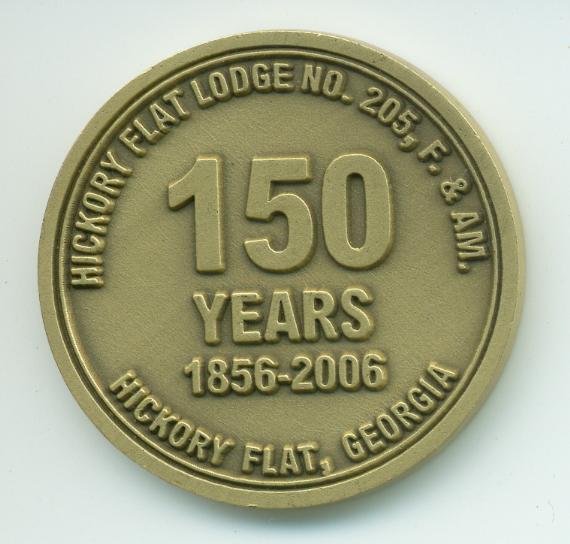 HICKORY FLAT LODGE NO. 205, F. & AM.
150
YEARS
1856-2006
HICKORY FLAT, GEORGIA